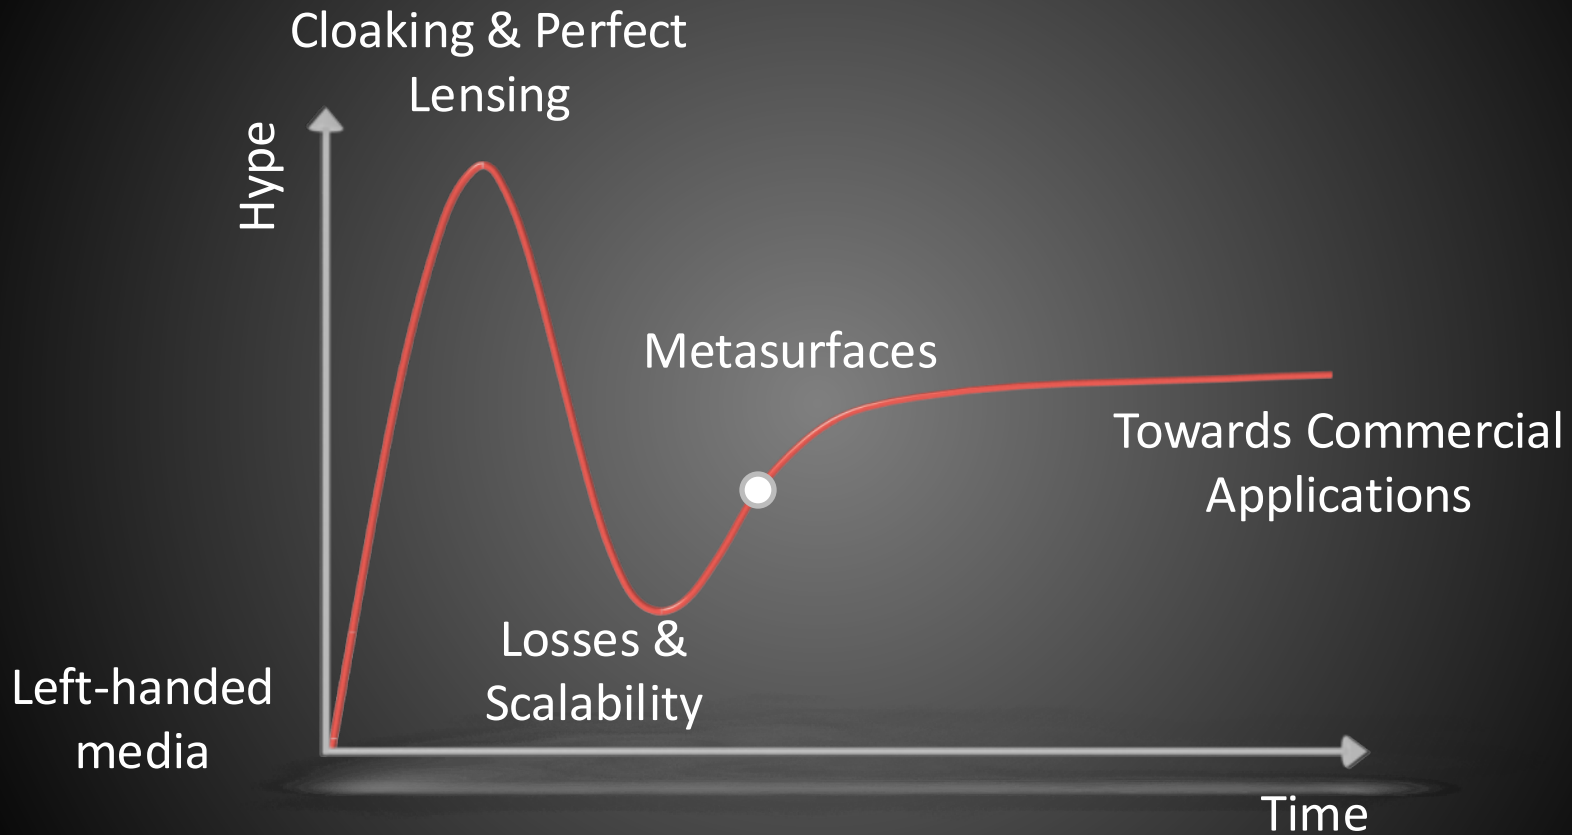 Cloaking & Perfect
Lensing
Hype
Metasurfaces
Towards Commercial
Applications
Losses &
Scalability
Left-handed
media
Time